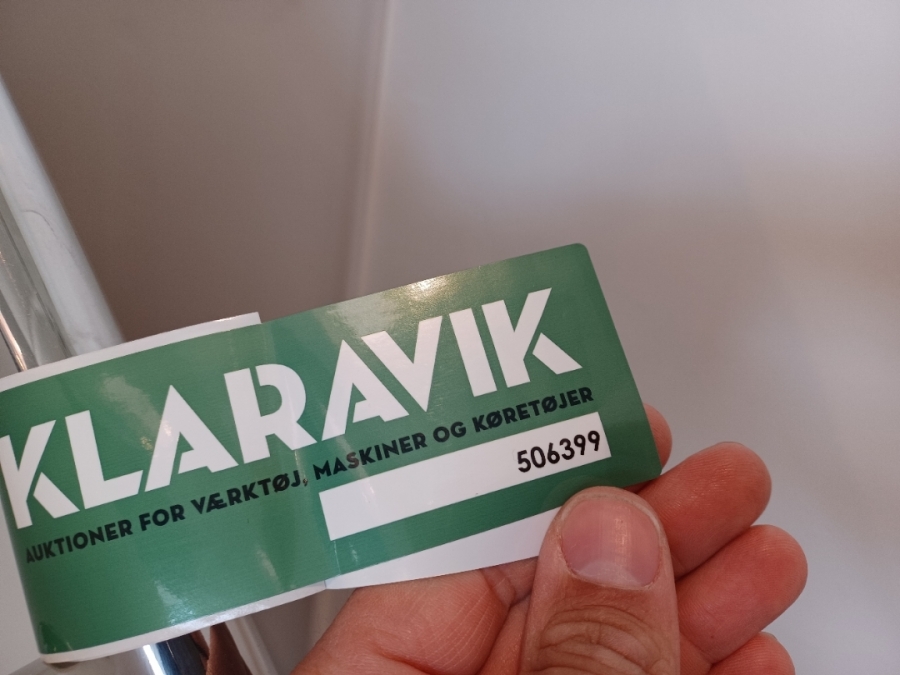 KLARAVIK
AUKTIONER FOR VÆRKTØJ, MASKINER OG KØRETØJER
506399